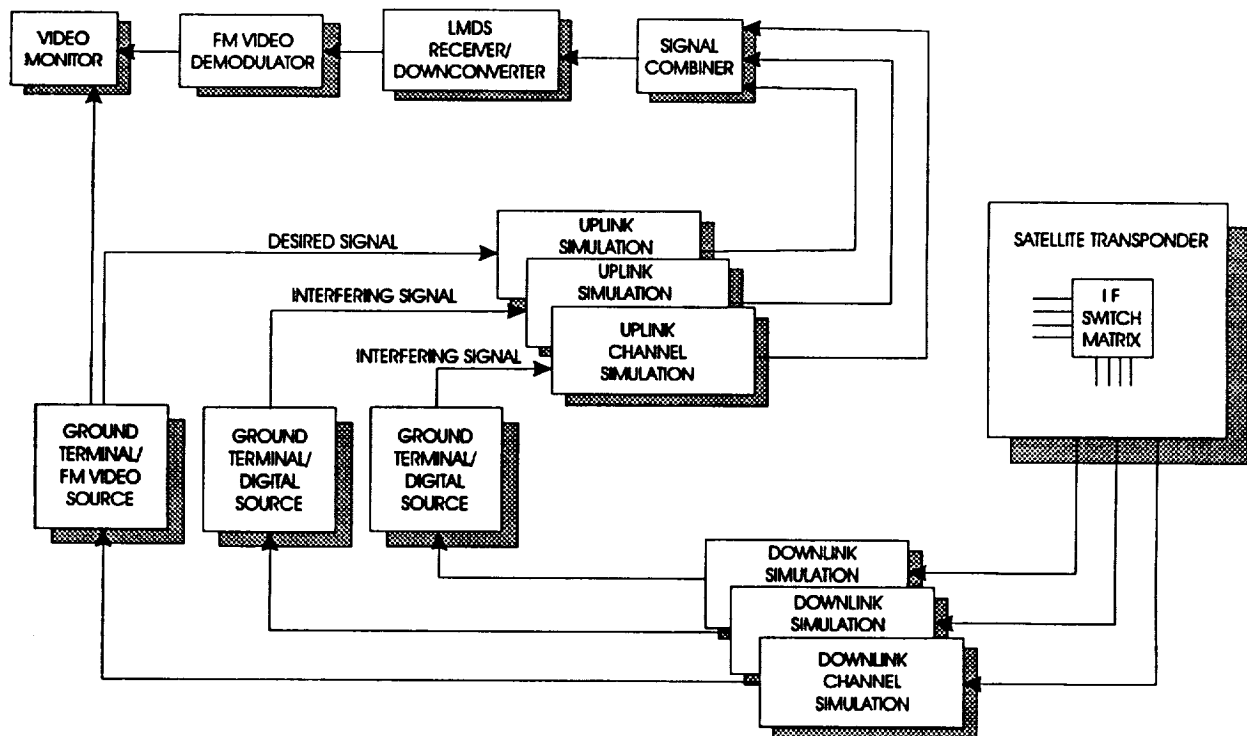 VIDEO
MONITOR
FM VIDEO
DEMODULATOR
LMDS
RECEIVER/
DOWNCONVERTER
SIGNAL
COMBINER
DESIRED SIGNAL
UPLINK
SIMULATION
INTERFERING SIGNAL
UPLINK
SIMULATION
INTERFERING SIGNAL
UPLINK
CHANNEL
SIMULATION
SATELLITE TRANSPONDER
IF
SWITCH
MATRIX
GROUND
TERMINAL/
FM VIDEO
SOURCE
GROUND
TERMINAL/
DIGITAL
SOURCE
GROUND
TERMINAL/
DIGITAL
SOURCE
DOWNLINK
SIMULATION
DOWNLINK
SIMULATION
DOWNLINK
CHANNEL
SIMULATION